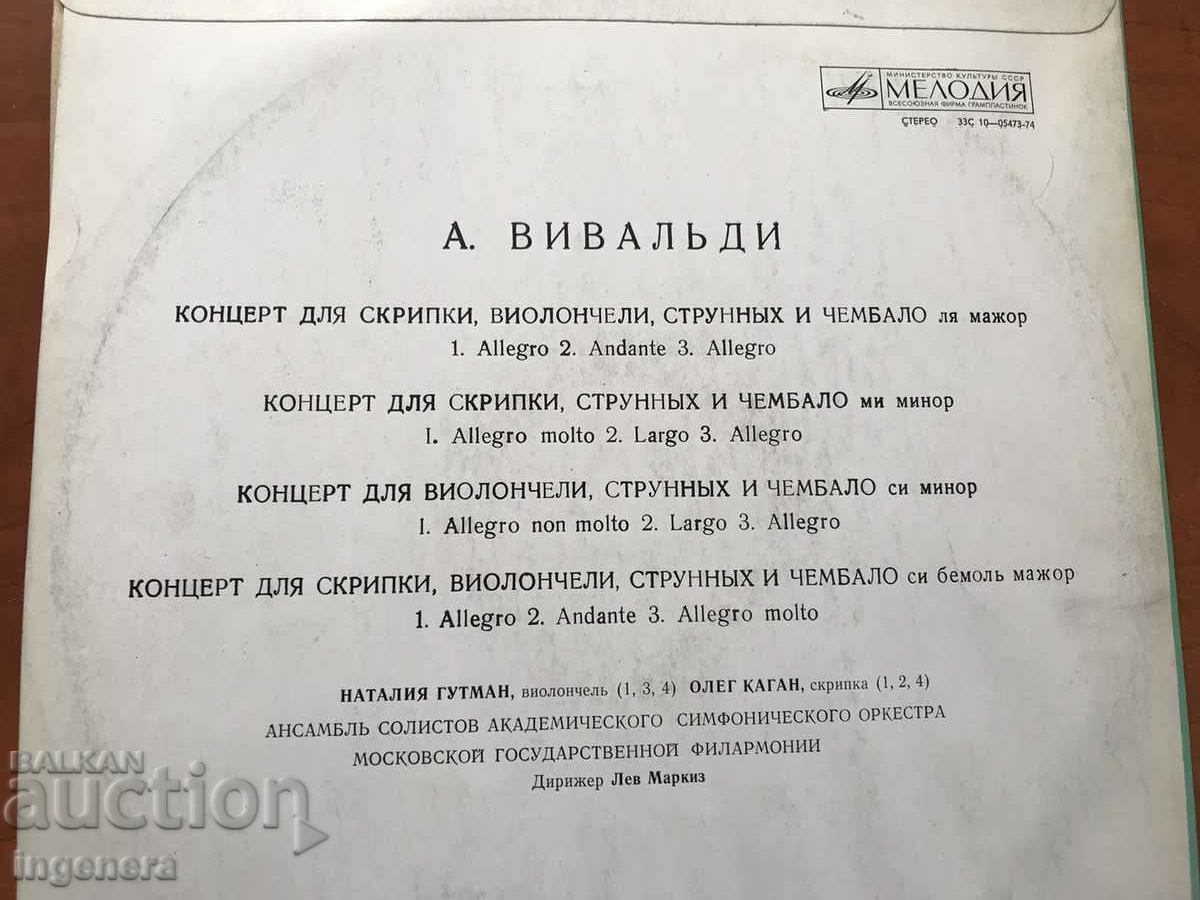 МИНИСТЕРСТВО КУЛЬТУРЫ СССР
МЕЛОДИЯ
ВСЕСОЮЗНАЯ ФИРМА ГРАМПЛАСТИНОК
СТЕРЕО 33С 10—05473-74
А. ВИВАЛЬДИ
КОНЦЕРТ ДЛЯ СКРИПКИ, ВИОЛОНЧЕЛИ, СТРУННЫХ И ЧЕМБАЛО ля мажор
1. Allegro 2. Andante 3. Allegro
КОНЦЕРТ ДЛЯ СКРИПКИ, СТРУННЫХ И ЧЕМБАЛО ми минор
I. Allegro molto 2. Largo 3. Allegro
КОНЦЕРТ ДЛЯ ВИОЛОНЧЕЛИ, СТРУННЫХ И ЧЕМБАЛО си минор
I. Allegro non molto 2. Largo 3. Allegro
КОНЦЕРТ ДЛЯ СКРИПКИ, ВИОЛОНЧЕЛИ, СТРУННЫХ И ЧЕМБАЛО си бемоль мажор
1. Allegro 2. Andante 3. Allegro molto
НАТАЛИЯ ГУТМАН, виолончель (1, 3, 4) ОЛЕГ КАГАН, скрипка (1, 2, 4)
АНСАМБЛЬ СОЛИСТОВ АКАДЕМИЧЕСКОГО СИМФОНИЧЕСКОГО ОРКЕСТРА
МОСКОВСКОЙ ГОСУДАРСТВЕННОЙ ФИЛАРМОНИИ
Дирижер Лев Маркиз
BALKAN
auction
ingenera